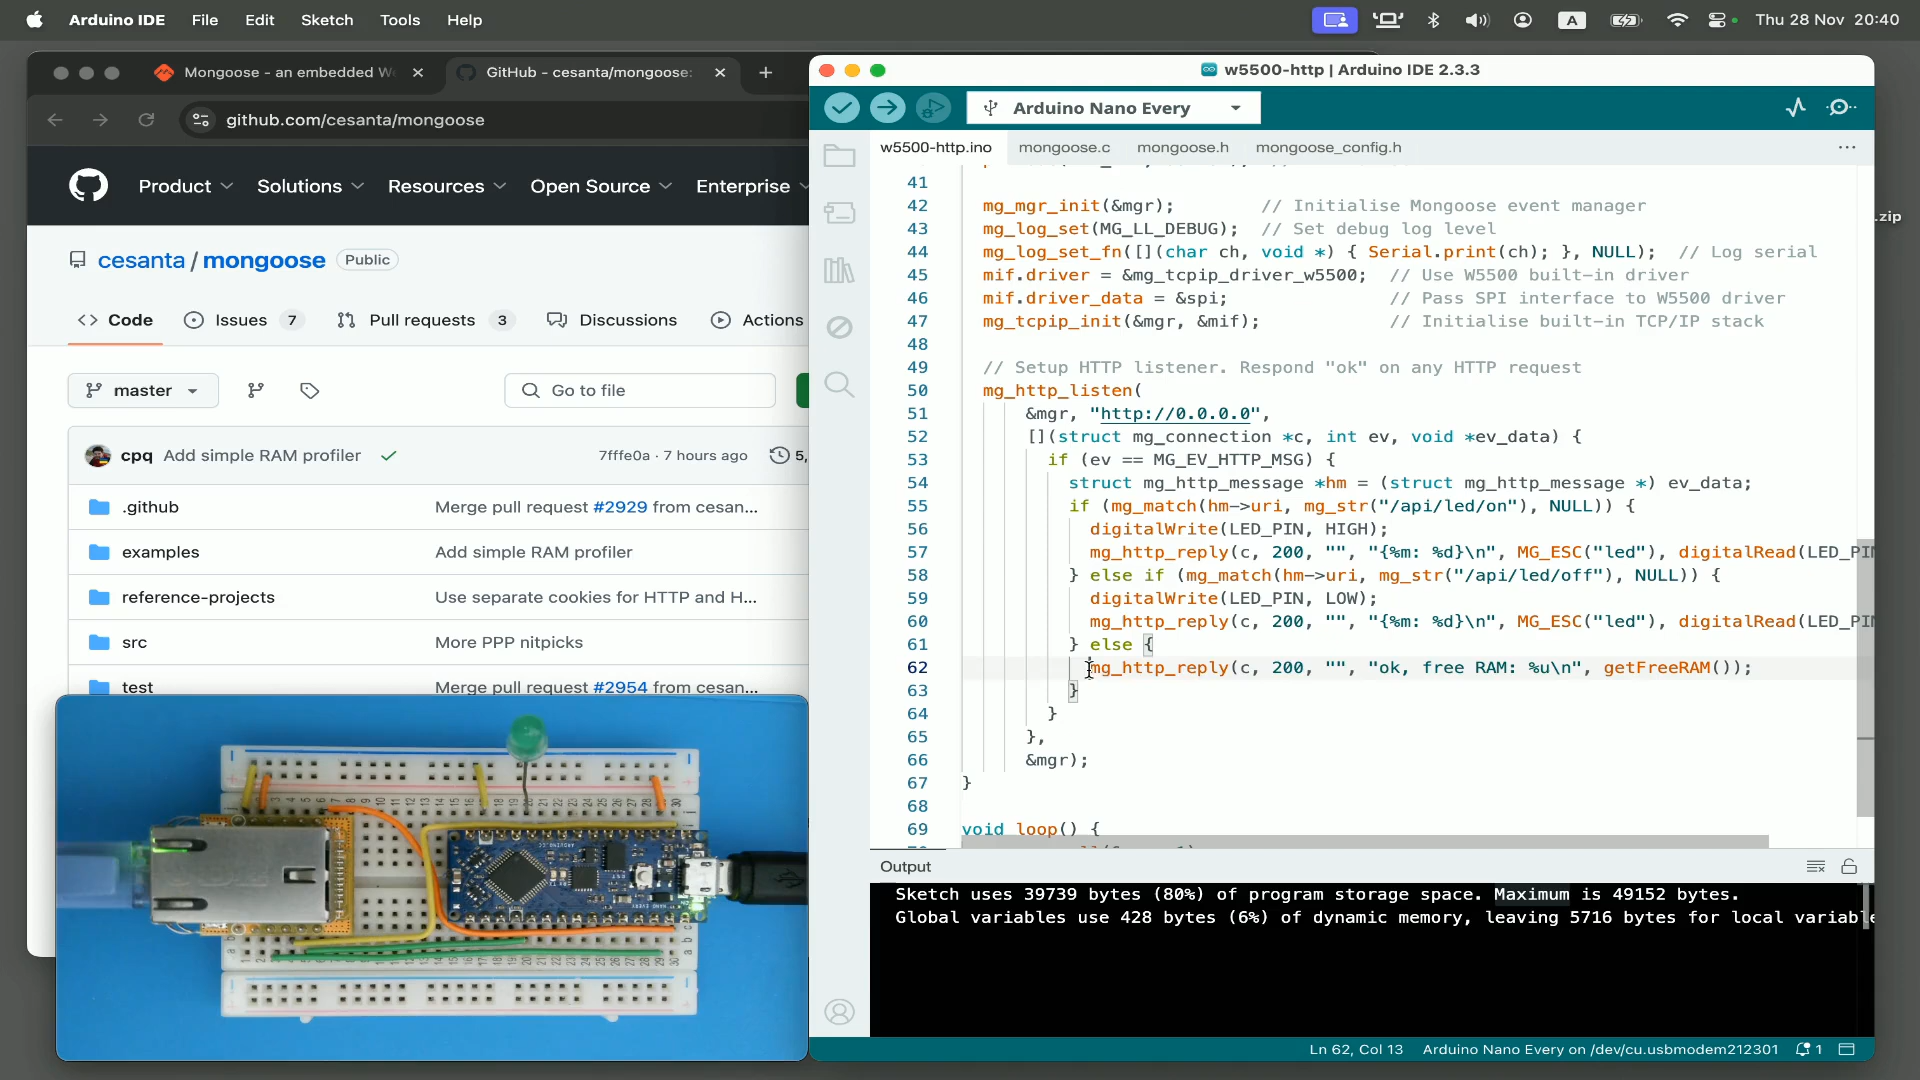 Arduino IDE File Edit Sketch Tools Help
A
Thu 28 Nov 20:40
Mongoose - an embedded W
GitHub - cesanta/mongoose:
github.com/cesanta/mongoose
Product Solutions Resources Open Source Enterprise
cesanta / mongoose Public
Code Issues 7 Pull requests 3 Discussions Actions
master
Go to file
cpq Add simple RAM profiler 7fffe0a · 7 hours ago 5,
.github Merge pull request #2929 from cesan...
examples Add simple RAM profiler
reference-projects Use separate cookies for HTTP and H...
src More PPP nitpicks
test Merge pull request #2954 from cesan...
w5500-http | Arduino IDE 2.3.3
.zip
Arduino Nano Every
w5500-http.ino mongoose.c mongoose.h mongoose_config.h
41
42 mg_mgr_init(&mgr); // Initialise Mongoose event manager
43 mg_log_set(MG_LL_DEBUG); // Set debug log level
44 mg_log_set_fn([](char ch, void *) { Serial.print(ch); }, NULL); // Log serial
45 mif.driver = &mg_tcpip_driver_w5500; // Use W5500 built-in driver
46 mif.driver_data = &spi; // Pass SPI interface to W5500 driver
47 mg_tcpip_init(&mgr, &mif); // Initialise built-in TCP/IP stack
48
49 // Setup HTTP listener. Respond "ok" on any HTTP request
50 mg_http_listen(
51 &mgr, "http://0.0.0.0",
52 [](struct mg_connection *c, int ev, void *ev_data) {
53 if (ev == MG_EV_HTTP_MSG) {
54 struct mg_http_message *hm = (struct mg_http_message *) ev_data;
55 if (mg_match(hm->uri, mg_str("/api/led/on"), NULL)) {
56 digitalWrite(LED_PIN, HIGH);
57 mg_http_reply(c, 200, "", "{%m: %d}\n", MG_ESC("led"), digitalRead(LED_PIN
58 } else if (mg_match(hm->uri, mg_str("/api/led/off"), NULL)) {
59 digitalWrite(LED_PIN, LOW);
60 mg_http_reply(c, 200, "", "{%m: %d}\n", MG_ESC("led"), digitalRead(LED_PIN
61 } else {
62 mg_http_reply(c, 200, "", "ok, free RAM: %u\n", getFreeRAM());
63 }
64 }
65 },
66 &mgr);
67 }
68
69 void loop() {
Output
Sketch uses 39739 bytes (80%) of program storage space. Maximum is 49152 bytes.
Global variables use 428 bytes (6%) of dynamic memory, leaving 5716 bytes for local variable
Ln 62, Col 13 Arduino Nano Every on /dev/cu.usbmodem212301 1